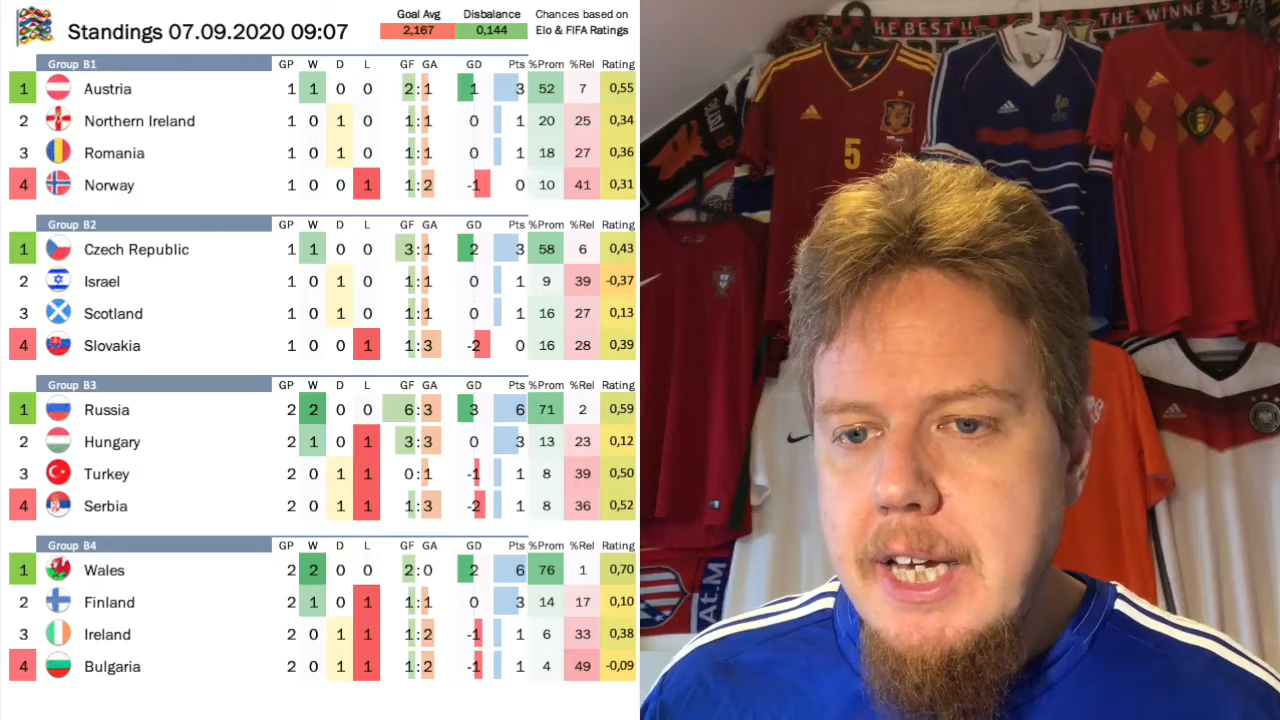 Standings 07.09.2020 09:07
Goal Avg Disbalance Chances based on
2,167 0,144 Elo & FIFA Ratings
Group B1 GP W D L GF GA GD Pts %Prom %Rel Rating
1 Austria 1 1 0 0 2:1 1 3 52 7 0,55
2 Northern Ireland 1 0 1 0 1:1 0 1 20 25 0,34
3 Romania 1 0 1 0 1:1 0 1 18 27 0,36
4 Norway 1 0 0 1 1:2 -1 0 10 41 0,31
Group B2 GP W D L GF GA GD Pts %Prom %Rel Rating
1 Czech Republic 1 1 0 0 3:1 2 3 58 6 0,43
2 Israel 1 0 1 0 1:1 0 1 9 39 -0,37
3 Scotland 1 0 1 0 1:1 0 1 16 27 0,13
4 Slovakia 1 0 0 1 1:3 -2 0 16 28 0,39
Group B3 GP W D L GF GA GD Pts %Prom %Rel Rating
1 Russia 2 2 0 0 6:3 3 6 71 2 0,59
2 Hungary 2 1 0 1 3:3 0 3 13 23 0,12
3 Turkey 2 0 1 1 0:1 -1 1 8 39 0,50
4 Serbia 2 0 1 1 1:3 -2 1 8 36 0,52
Group B4 GP W D L GF GA GD Pts %Prom %Rel Rating
1 Wales 2 2 0 0 2:0 2 6 76 1 0,70
2 Finland 2 1 0 1 1:1 0 3 14 17 0,10
3 Ireland 2 0 1 1 1:2 -1 1 6 33 0,38
4 Bulgaria 2 0 1 1 1:2 -1 1 4 49 -0,09
THE BEST !!
THE WINNERS
5
At.M